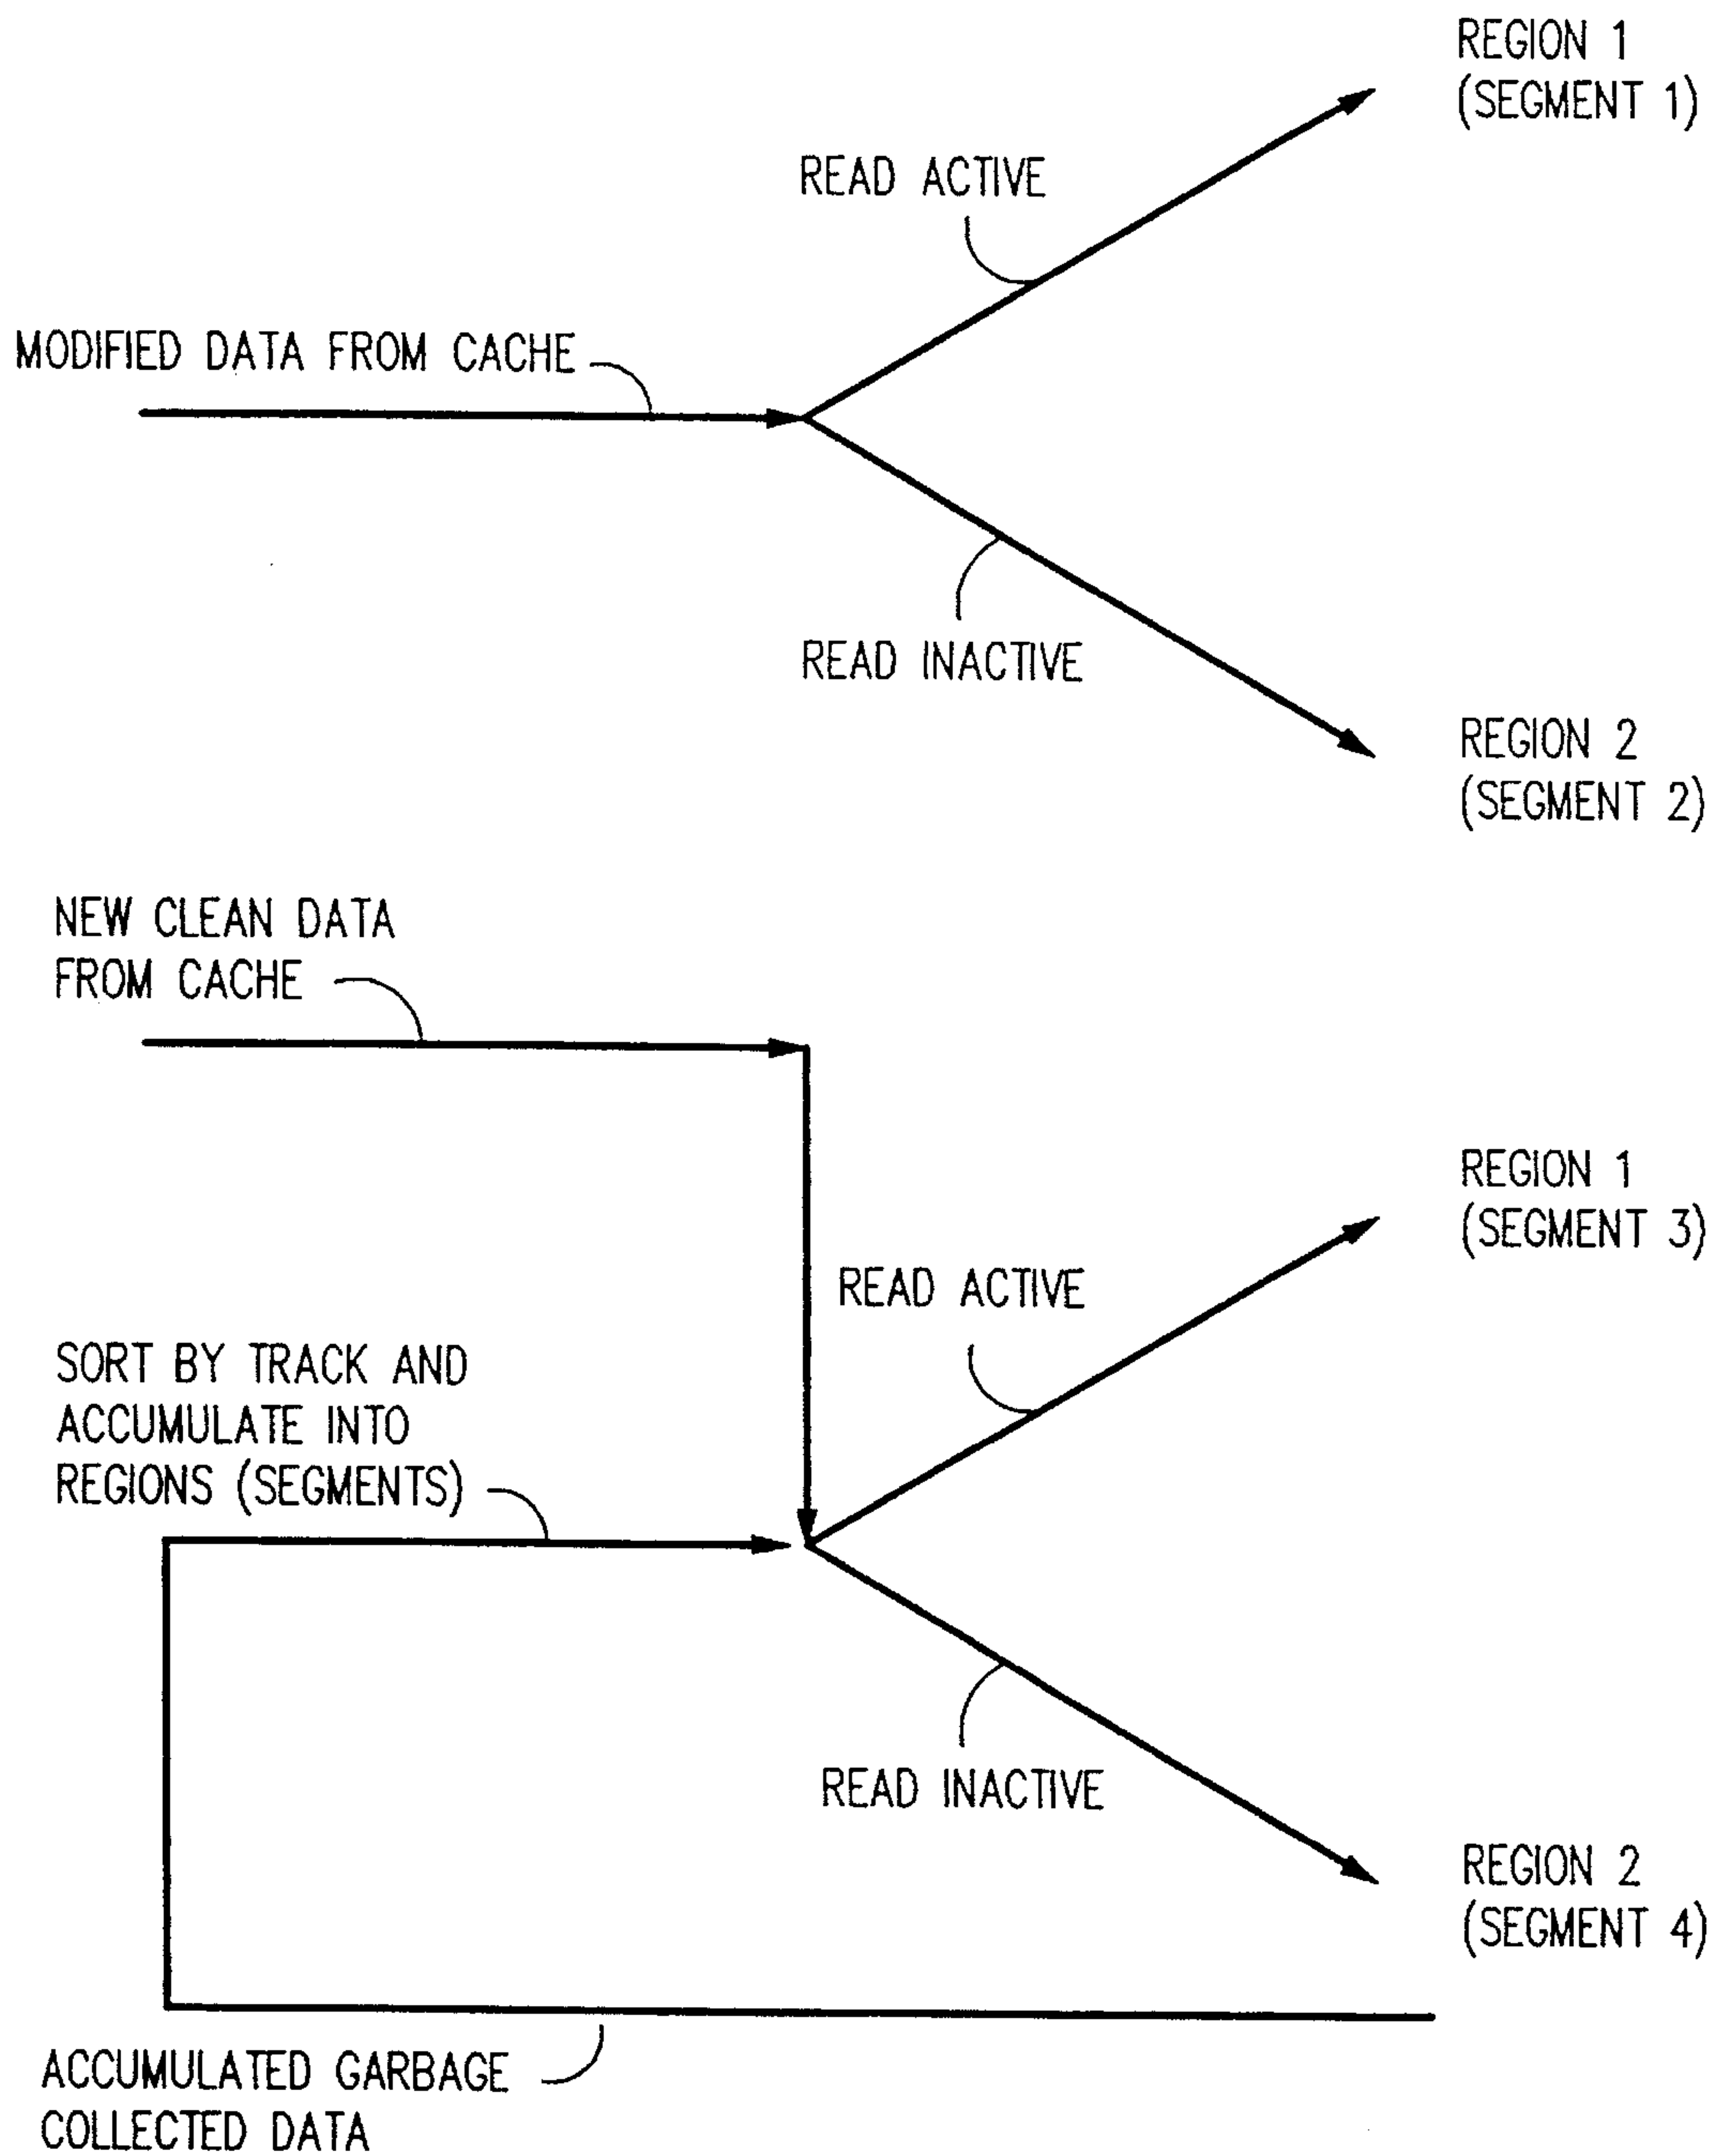 REGION 1
(SEGMENT 1)
READ ACTIVE
MODIFIED DATA FROM CACHE
READ INACTIVE
REGION 2
(SEGMENT 2)
NEW CLEAN DATA
FROM CACHE
REGION 1
(SEGMENT 3)
READ ACTIVE
SORT BY TRACK AND
ACCUMULATE INTO
REGIONS (SEGMENTS)
READ INACTIVE
REGION 2
(SEGMENT 4)
ACCUMULATED GARBAGE
COLLECTED DATA